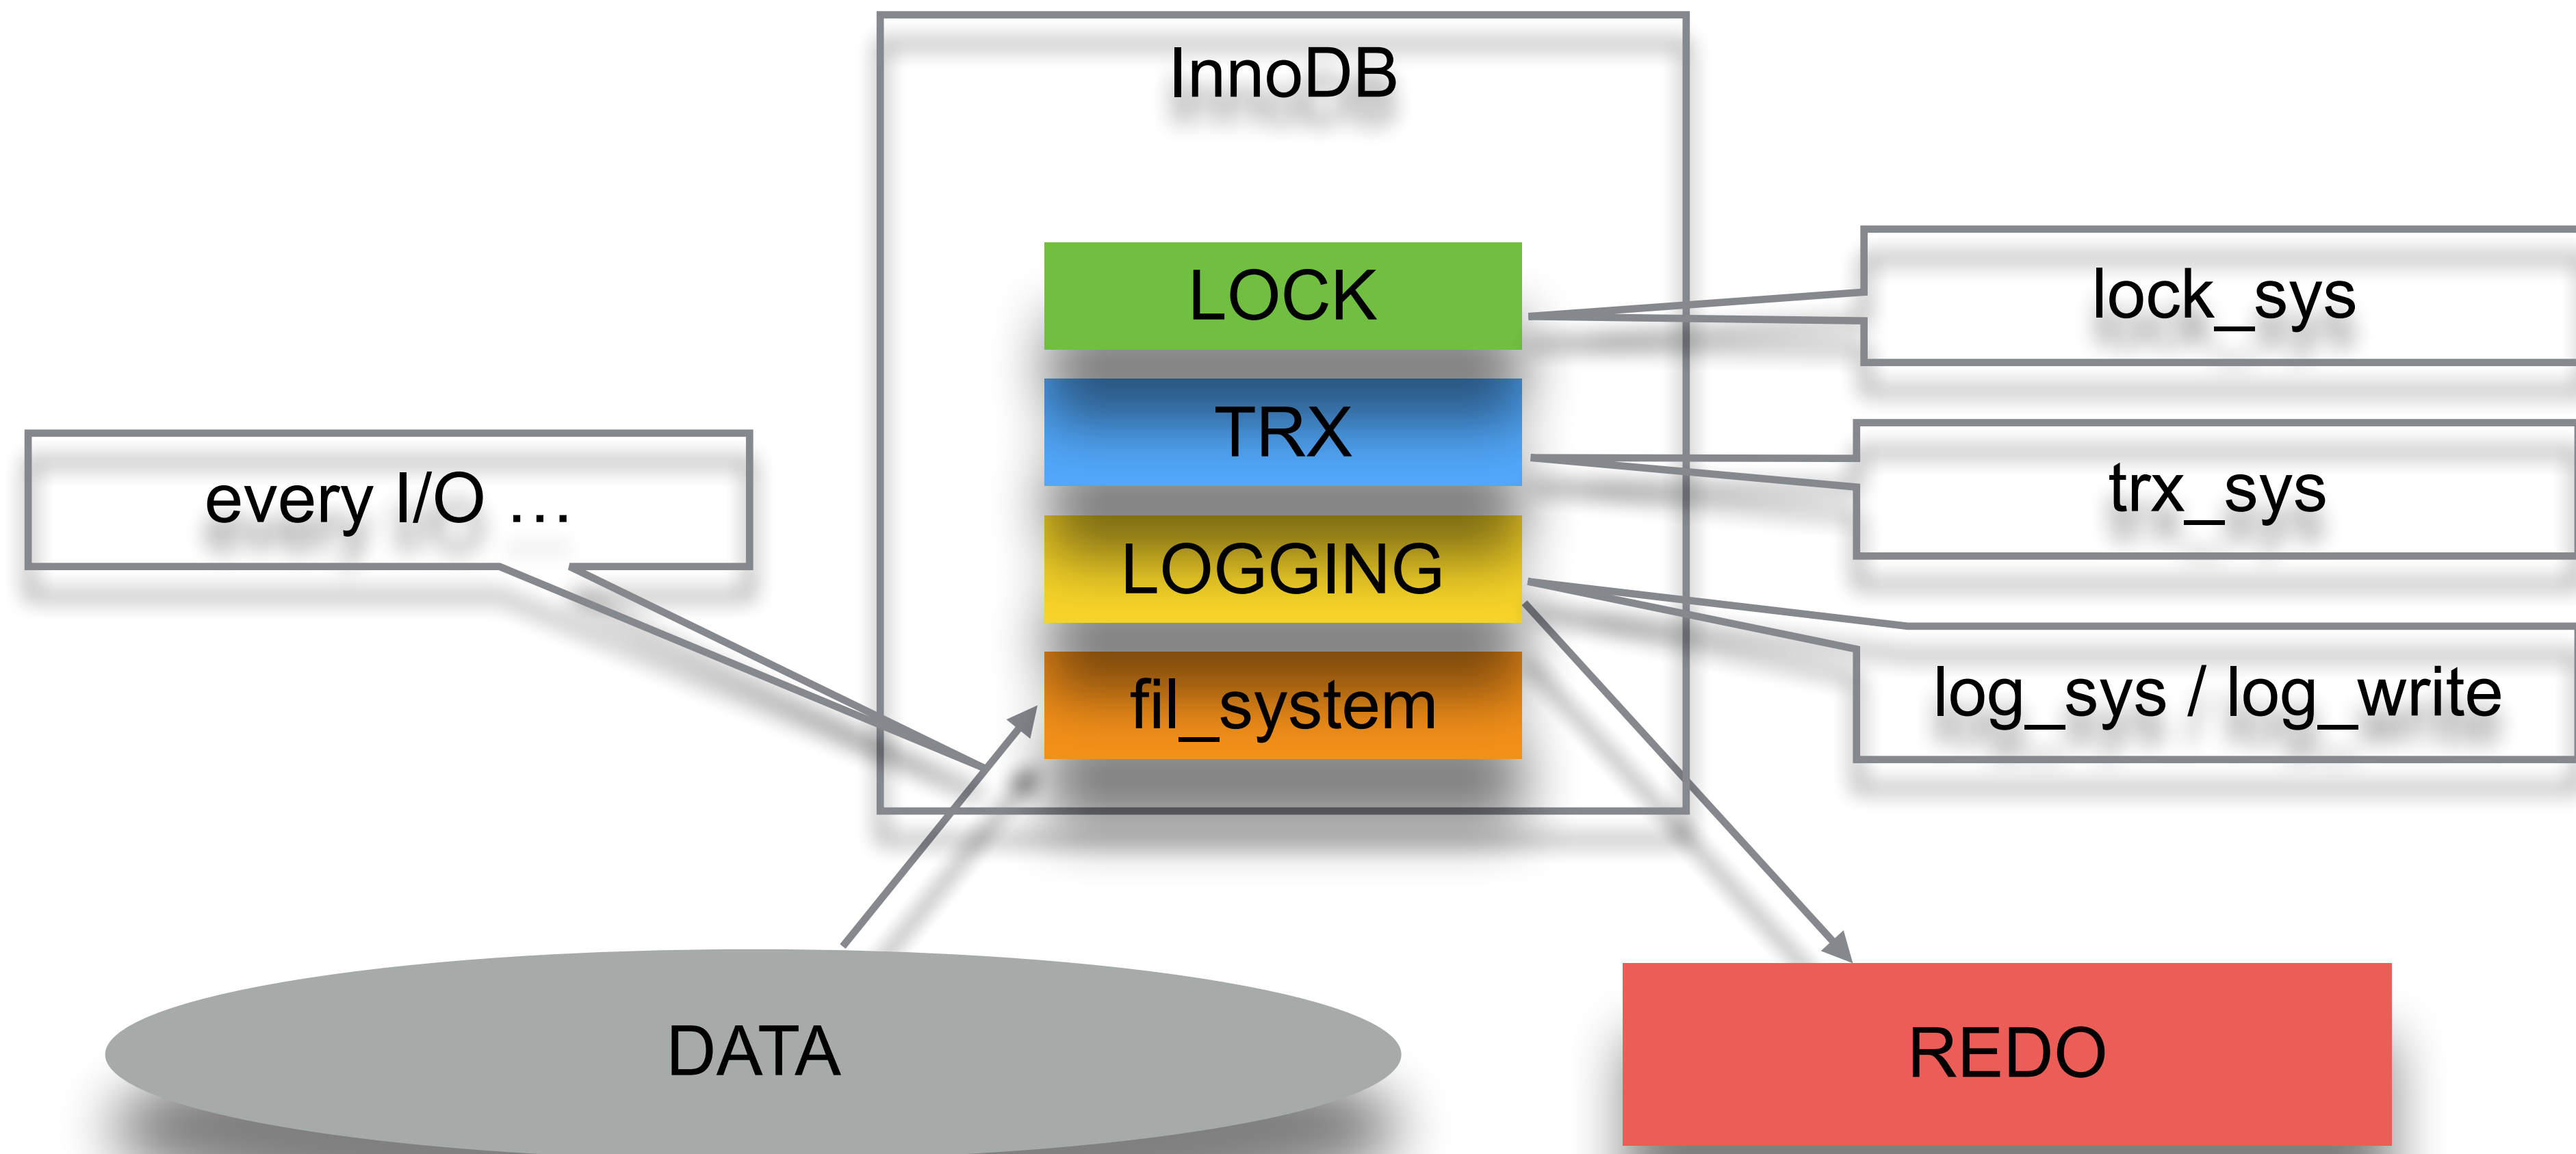 InnoDB
LOCK
lock_sys
TRX
trx_sys
every I/O …
LOGGING
fil_system
log_sys / log_write
DATA
REDO